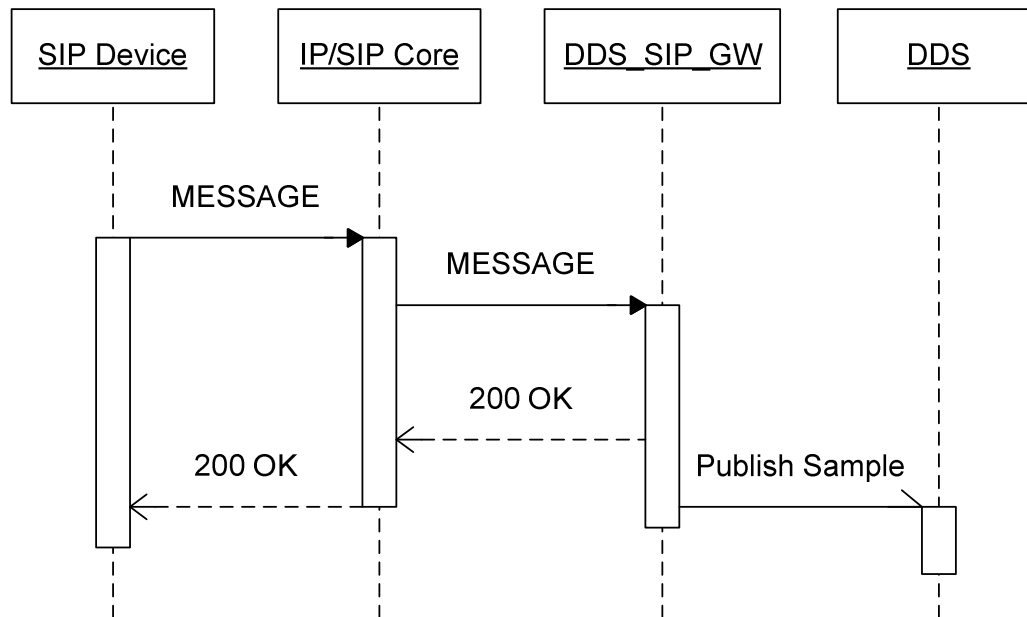 SIP Device
IP/SIP Core
DDS_SIP_GW
DDS
MESSAGE
MESSAGE
200 OK
200 OK
Publish Sample